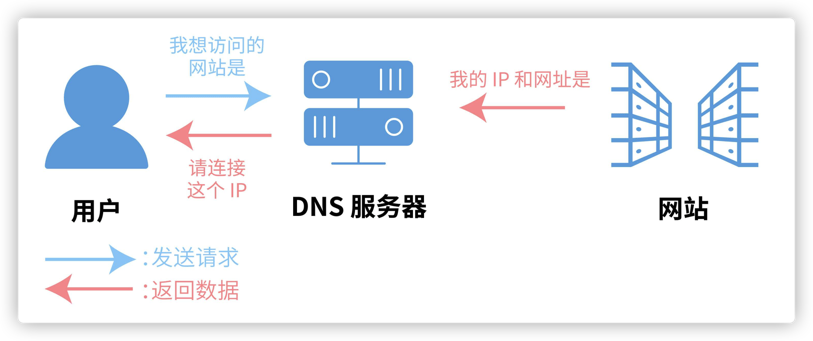 我想访问的
网站是
我的 IP 和网址是
请连接
这个 IP
用户
DNS 服务器
网站
：发送请求
：返回数据